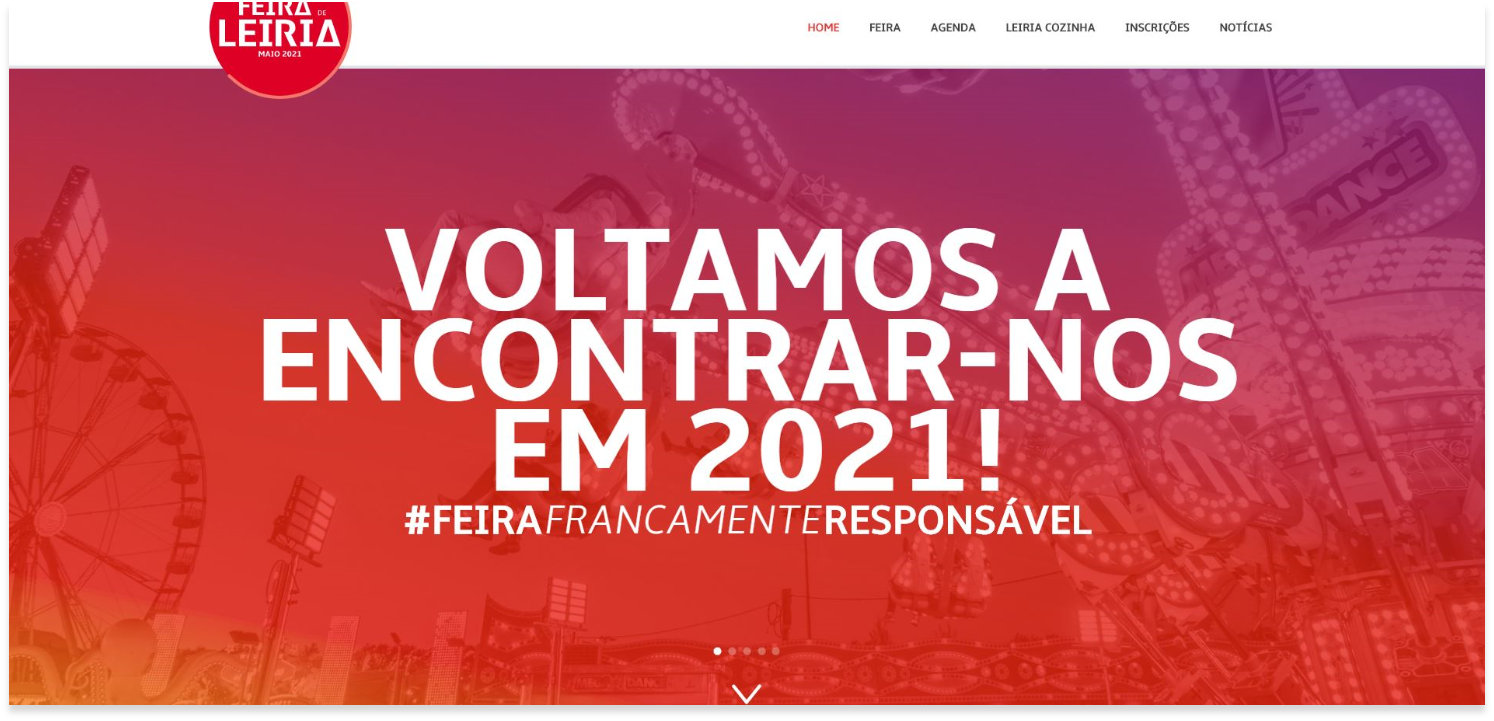 FEIRA DE
LEIRIA
MAIO 2021
HOME FEIRA AGENDA LEIRIA COZINHA INSCRIÇÕES NOTÍCIAS
DANCE
VOLTAMOS A
ENCONTRAR-NOS
EM 2021!
#FEIRAFRANCAMENTERESPONSÁVEL
DANCE